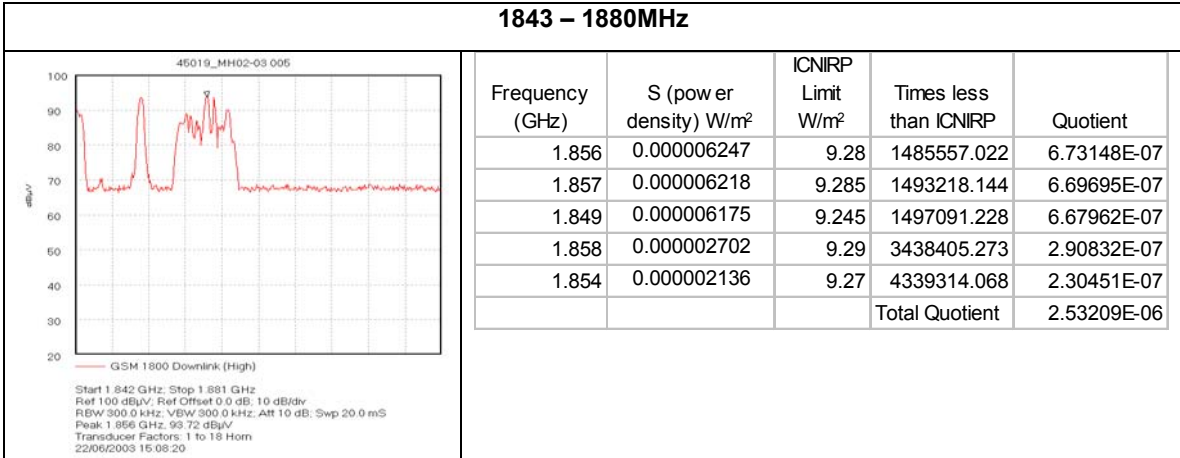 1843 – 1880MHz
45019_MH02-03 005
100
90
80
70
60
50
40
30
20
dBµV
GSM 1800 Downlink (High)
Start 1.842 GHz; Stop 1.881 GHz
Ref 100 dBµV; Ref Offset 0.0 dB; 10 dB/div
RBW 300.0 kHz; VBW 300.0 kHz; Att 10 dB; Swp 20.0 mS
Peak 1.856 GHz, 93.72 dBµV
Transducer Factors: 1 to 18 Horn
22/06/2003 15:08:20
Frequency (GHz) S (pow er density) W/m² ICNIRP Limit W/m² Times less than ICNIRP Quotient
1.856 0.000006247 9.28 1485557.022 6.73148E-07
1.857 0.000006218 9.285 1493218.144 6.69695E-07
1.849 0.000006175 9.245 1497091.228 6.67962E-07
1.858 0.000002702 9.29 3438405.273 2.90832E-07
1.854 0.000002136 9.27 4339314.068 2.30451E-07
Total Quotient 2.53209E-06